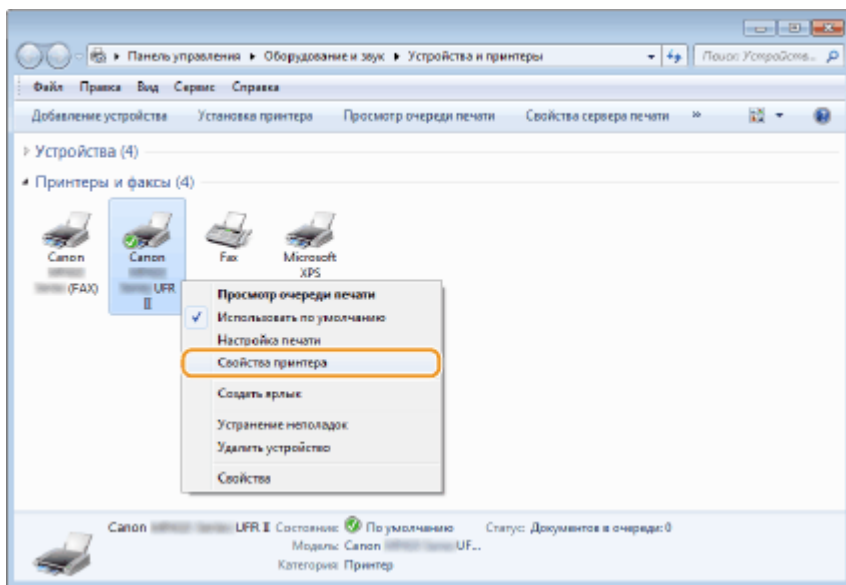 Панель управления ▸ Оборудование и звук ▸ Устройства и принтеры
Файл Правка Вид Сервис Справка
Добавление устройства Установка принтера Просмотр очереди печати Свойства сервера печати »
Устройства (4)
Принтеры и факсы (4)
Canon Canon Fax Microsoft
XPS
(FAX) UFR
II
Просмотр очереди печати
Использовать по умолчанию
Настройка печати
Свойства принтера
Создать ярлык
Устранение неполадок
Удалить устройство
Свойства
Canon UFR II Состояние: По умолчанию Статус: Документов в очереди: 0
Модель: Canon UF...
Категория: Принтер